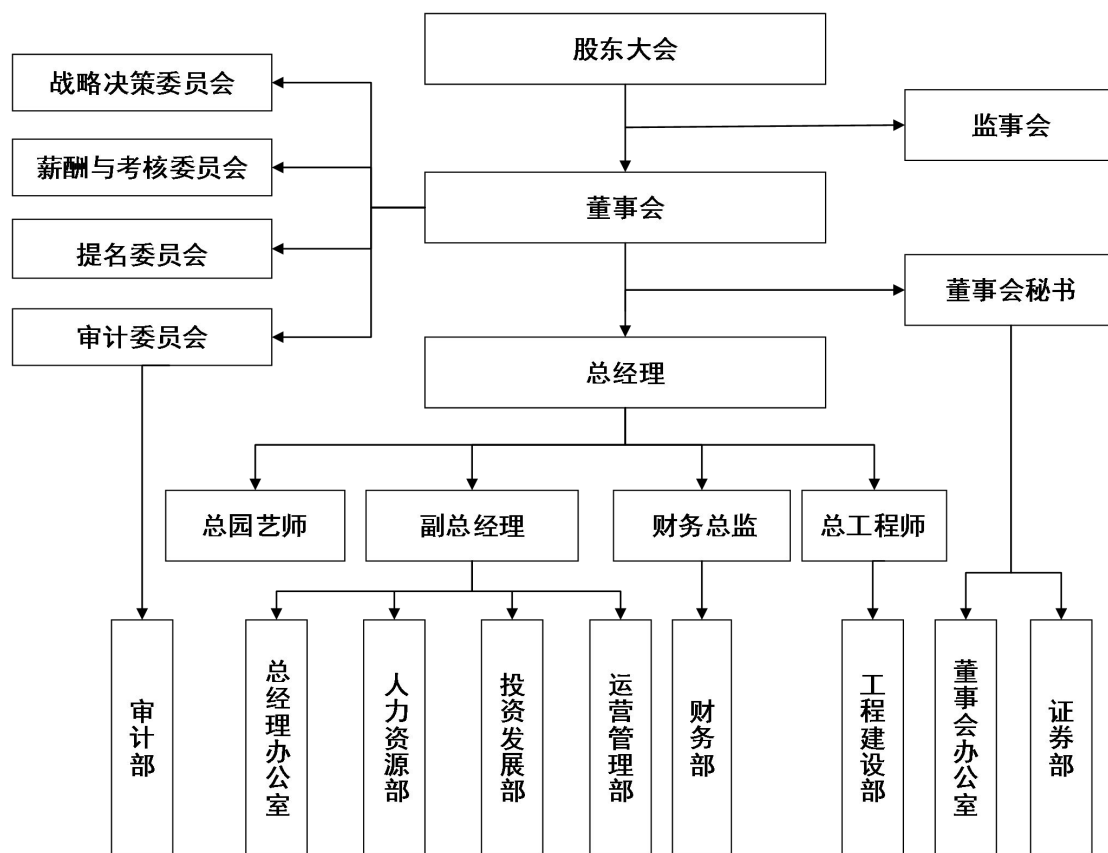 股东大会
战略决策委员会
监事会
薪酬与考核委员会
董事会
提名委员会
董事会秘书
审计委员会
总经理
总园艺师
副总经理
财务总监
总工程师
审计部
总经理办公室
人力资源部
投资发展部
运营管理部
财务部
工程建设部
董事会办公室
证券部